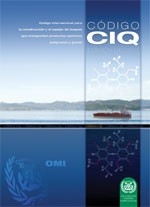 CÓDIGO
CIQ
Código internacional para
la construcción y el equipo de buques
que transporten productos químicos
peligrosos a granel
OMI